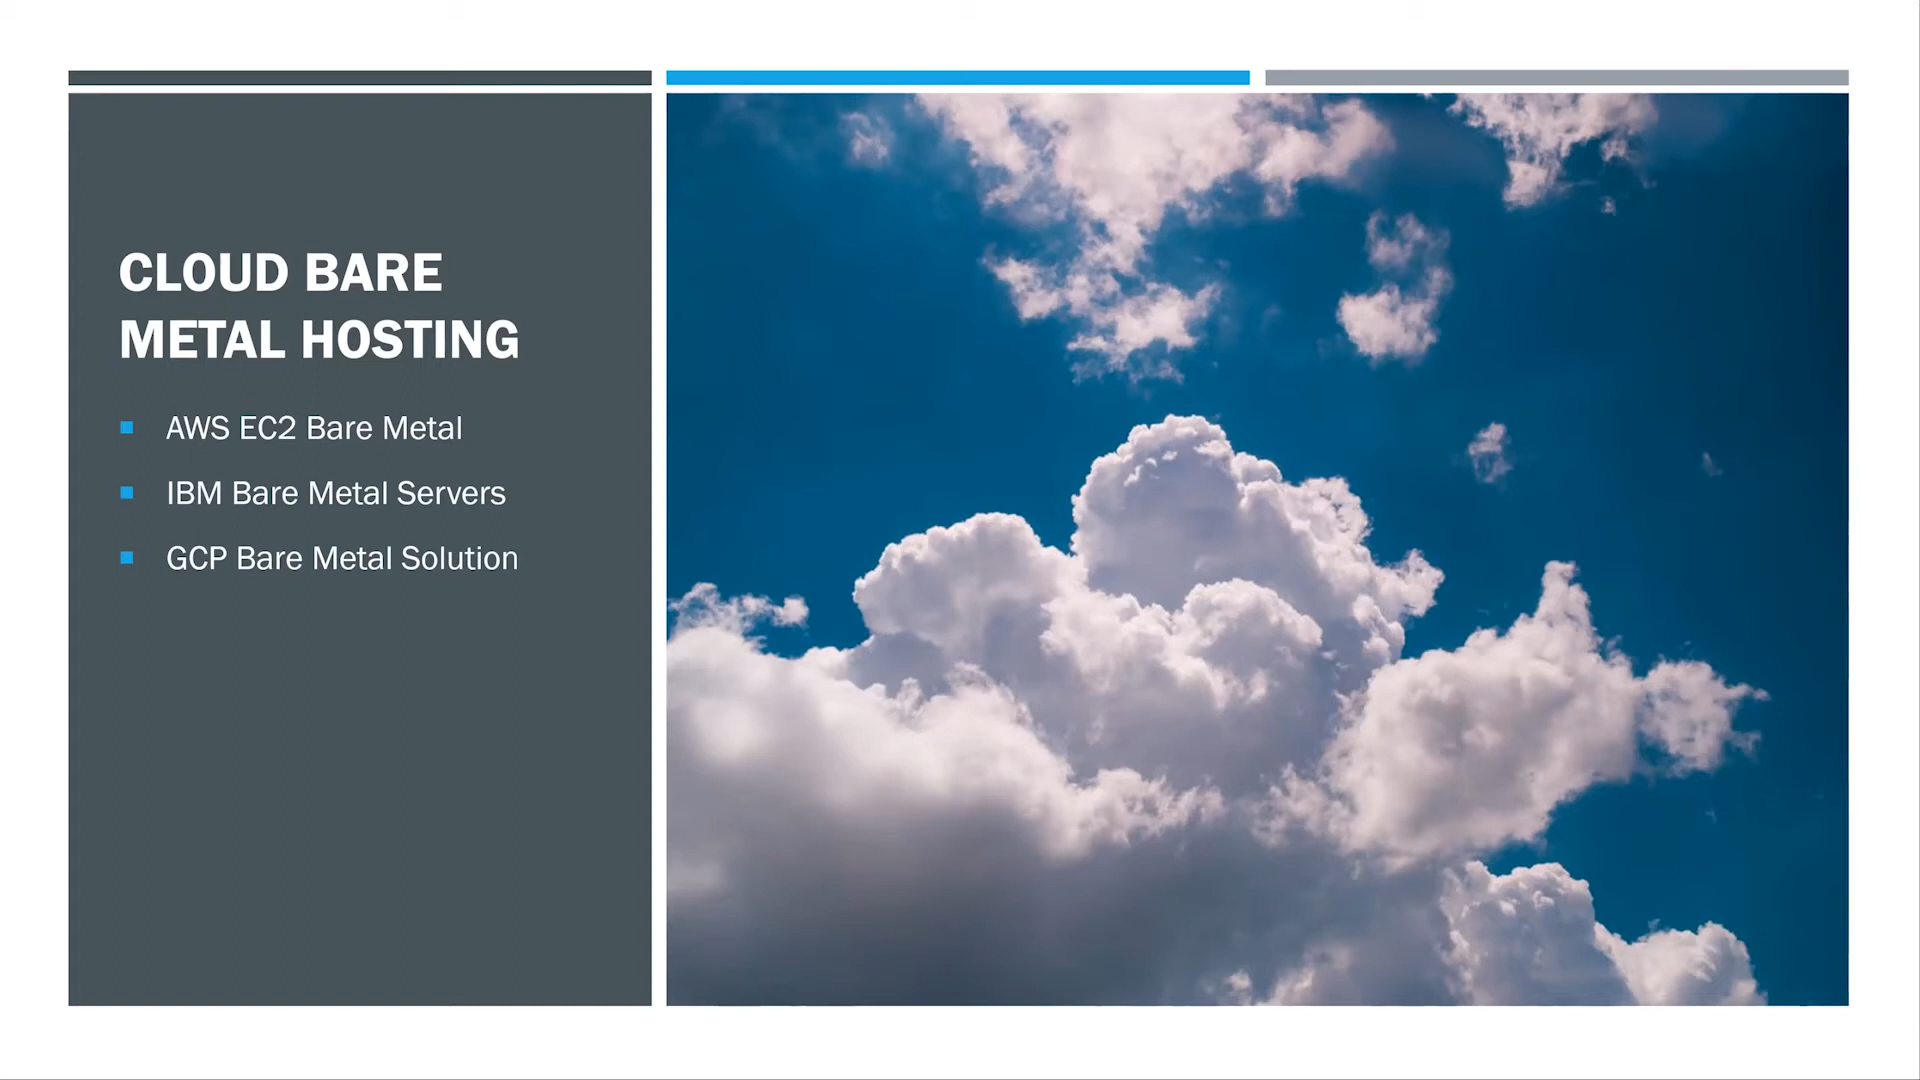 CLOUD BARE
METAL HOSTING
AWS EC2 Bare Metal
IBM Bare Metal Servers
GCP Bare Metal Solution